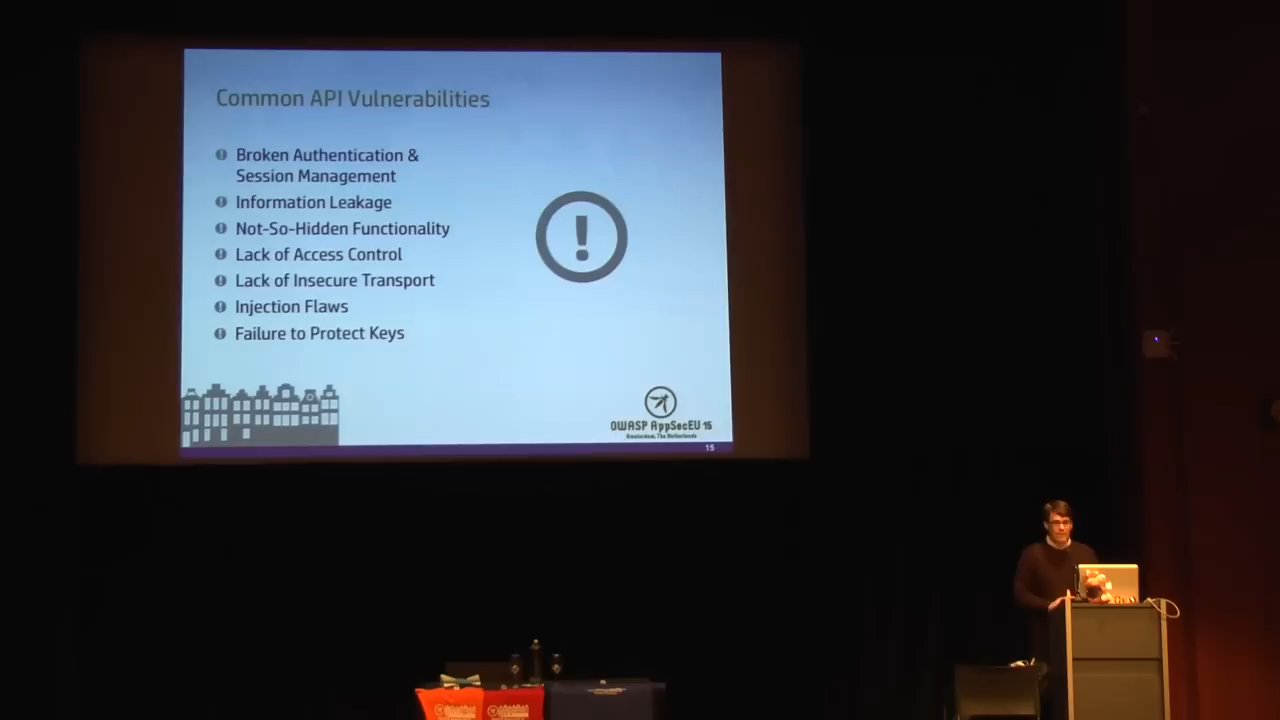 Common API Vulnerabilities
Broken Authentication &
Session Management
Information Leakage
Not-So-Hidden Functionality
Lack of Access Control
Lack of Insecure Transport
Injection Flaws
Failure to Protect Keys
OWASP AppSecEU 15
Amsterdam, The Netherlands
15